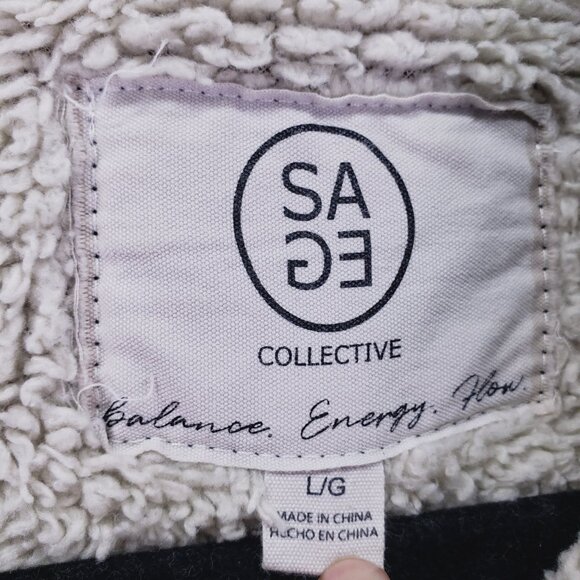 SA
GE
COLLECTIVE
Balance. Energy. Flow.
L/G
MADE IN CHINA
HECHO EN CHINA